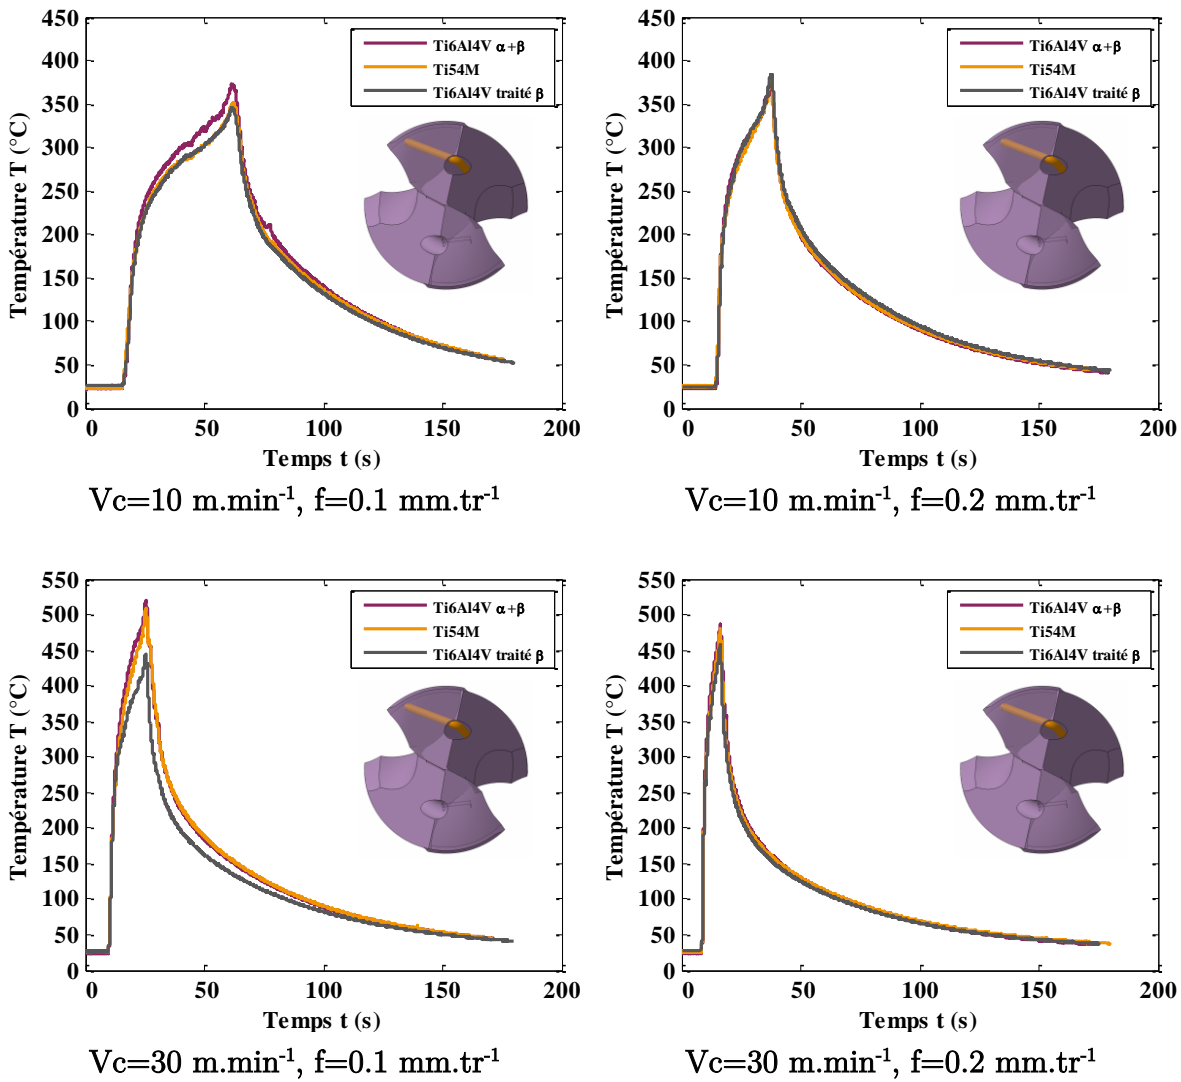 450
400
350
300
250
200
150
100
50
0
Température T (°C)
Ti6Al4V α+β
Ti54M
Ti6Al4V traité β
0 50 100 150 200
Temps t (s)
Vc=10 m.min⁻¹, f=0.1 mm.tr⁻¹
450
400
350
300
250
200
150
100
50
0
Température T (°C)
Ti6Al4V α+β
Ti54M
Ti6Al4V traité β
0 50 100 150 200
Temps t (s)
Vc=10 m.min⁻¹, f=0.2 mm.tr⁻¹
550
500
450
400
350
300
250
200
150
100
50
0
Température T (°C)
Ti6Al4V α+β
Ti54M
Ti6Al4V traité β
0 50 100 150 200
Temps t (s)
Vc=30 m.min⁻¹, f=0.1 mm.tr⁻¹
550
500
450
400
350
300
250
200
150
100
50
0
Température T (°C)
Ti6Al4V α+β
Ti54M
Ti6Al4V traité β
0 50 100 150 200
Temps t (s)
Vc=30 m.min⁻¹, f=0.2 mm.tr⁻¹